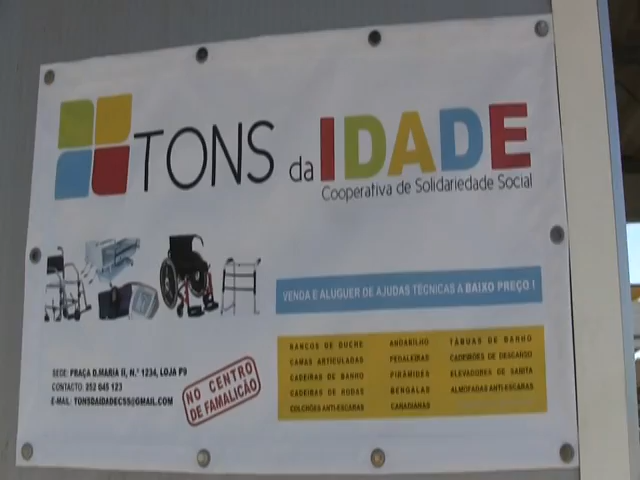 TONS da IDADE
Cooperativa de Solidariedade Social
VENDA E ALUGUER DE AJUDAS TÉCNICAS A BAIXO PREÇO !
SEDE: PRAÇA D.MARIA II, N.º 1234, LOJA P9
CONTACTO: 252 645 123
E-MAIL: TONSDAIDADECSS@GMAIL.COM
NO CENTRO
DE FAMALICÃO
BANCOS DE DUCHE
CAMAS ARTICULADAS
CADEIRAS DE BANHO
CADEIRAS DE RODAS
COLCHÕES ANTI-ESCARAS
ANDARILHO
PEDALEIRAS
PIRÂMIDES
BENGALAS
CANADIANAS
TÁBUAS DE BANHO
CADEIRÕES DE DESCANSO
ELEVADORES DE SANITA
ALMOFADAS ANTI-ESCARAS